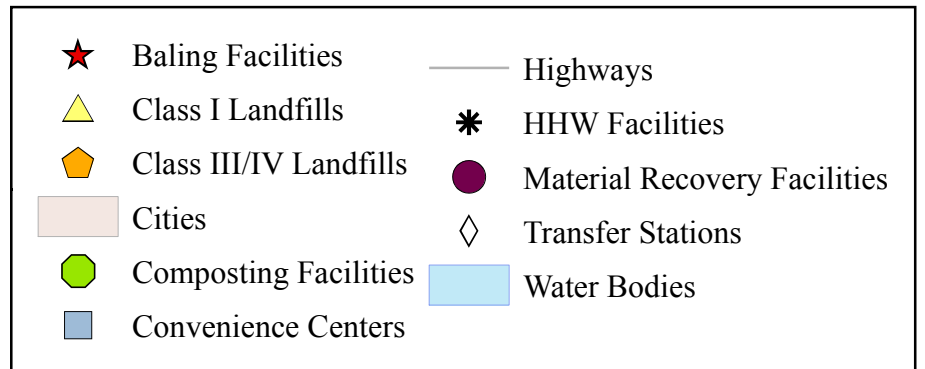 Baling Facilities
Class I Landfills
Class III/IV Landfills
Cities
Composting Facilities
Convenience Centers
Highways
HHW Facilities
Material Recovery Facilities
Transfer Stations
Water Bodies